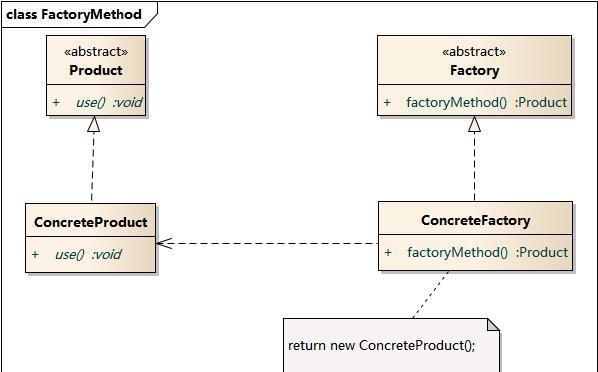 class FactoryMethod
«abstract»
Product
+ use() :void
«abstract»
Factory
+ factoryMethod() :Product
ConcreteProduct
+ use() :void
ConcreteFactory
+ factoryMethod() :Product
return new ConcreteProduct();